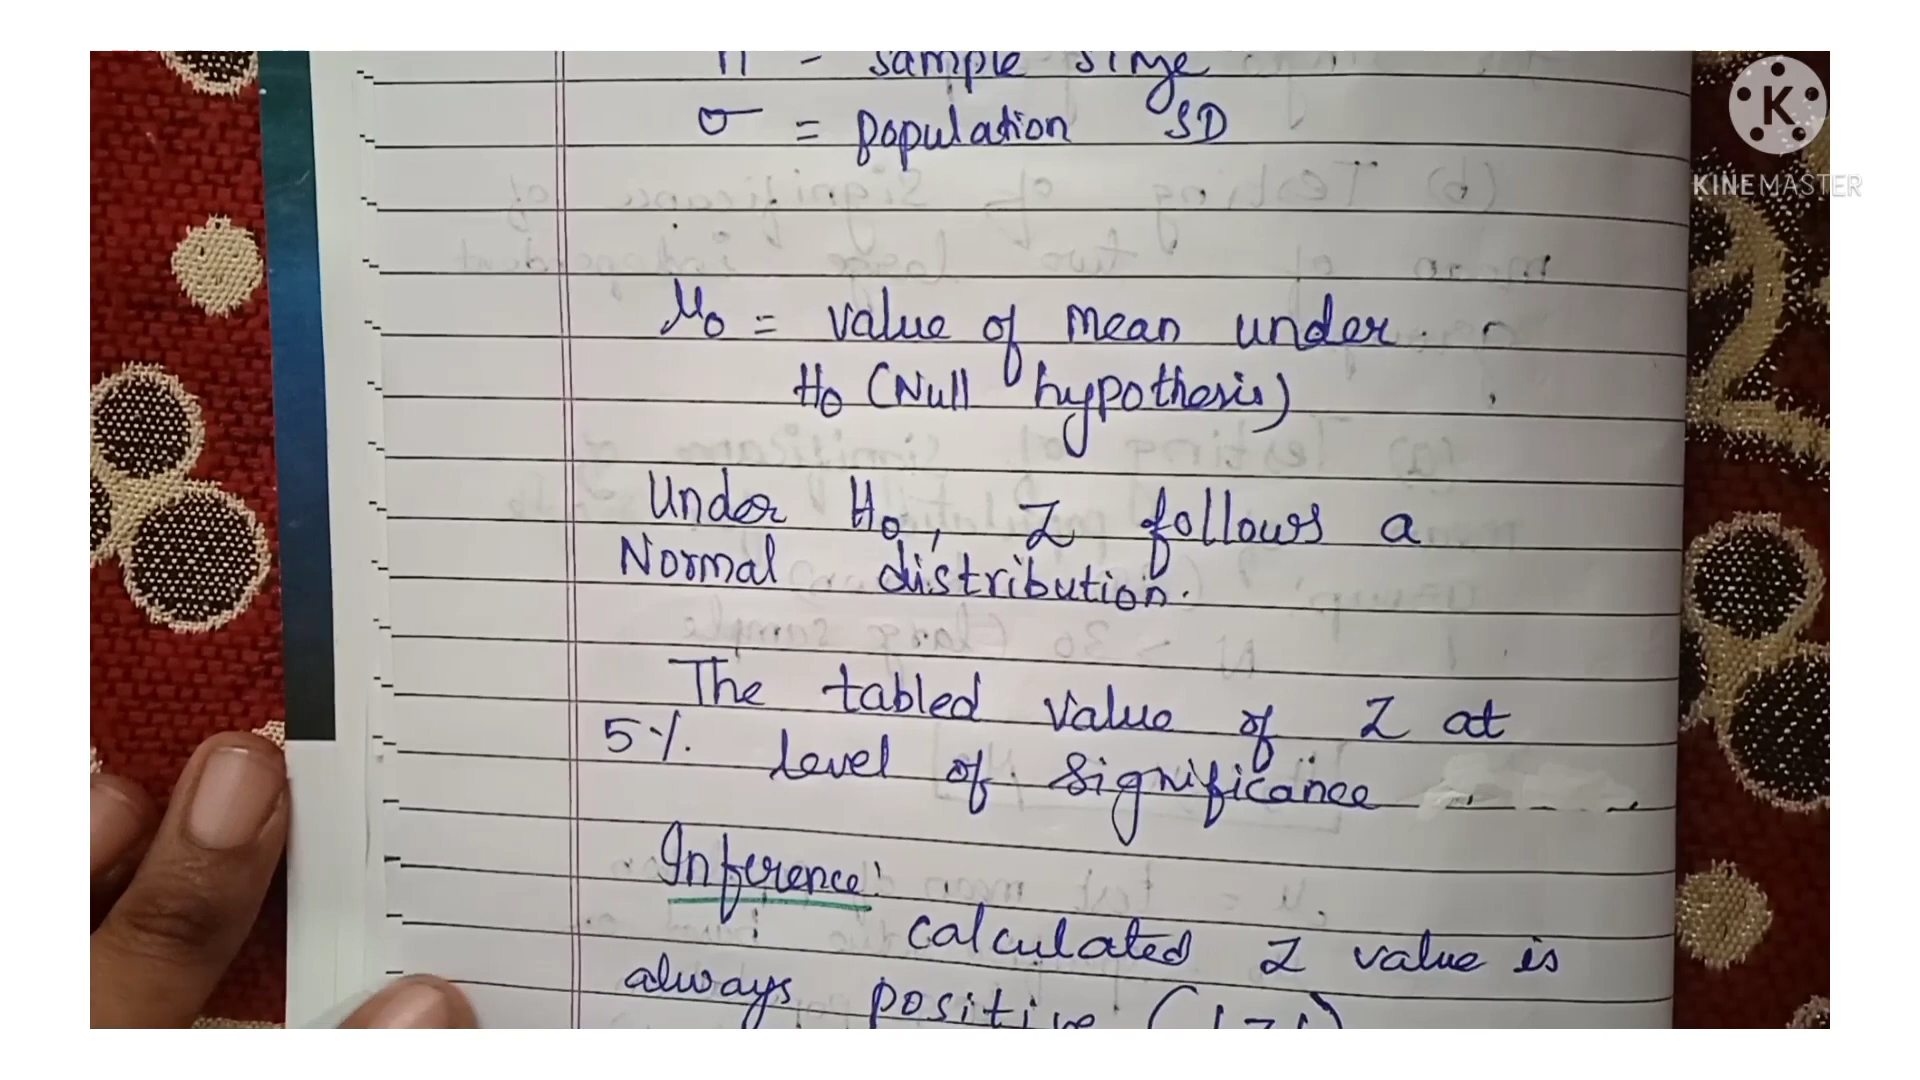 n - sample sinze
σ = population SD
μ0 = value of mean under
H0 (Null hypothesis)
Under H0, Z follows a
Normal distribution.
The tabled value of Z at
5%. level of significance ----
Inference:
calculated Z value is
always positive (|z|)
K
KINEMASTER